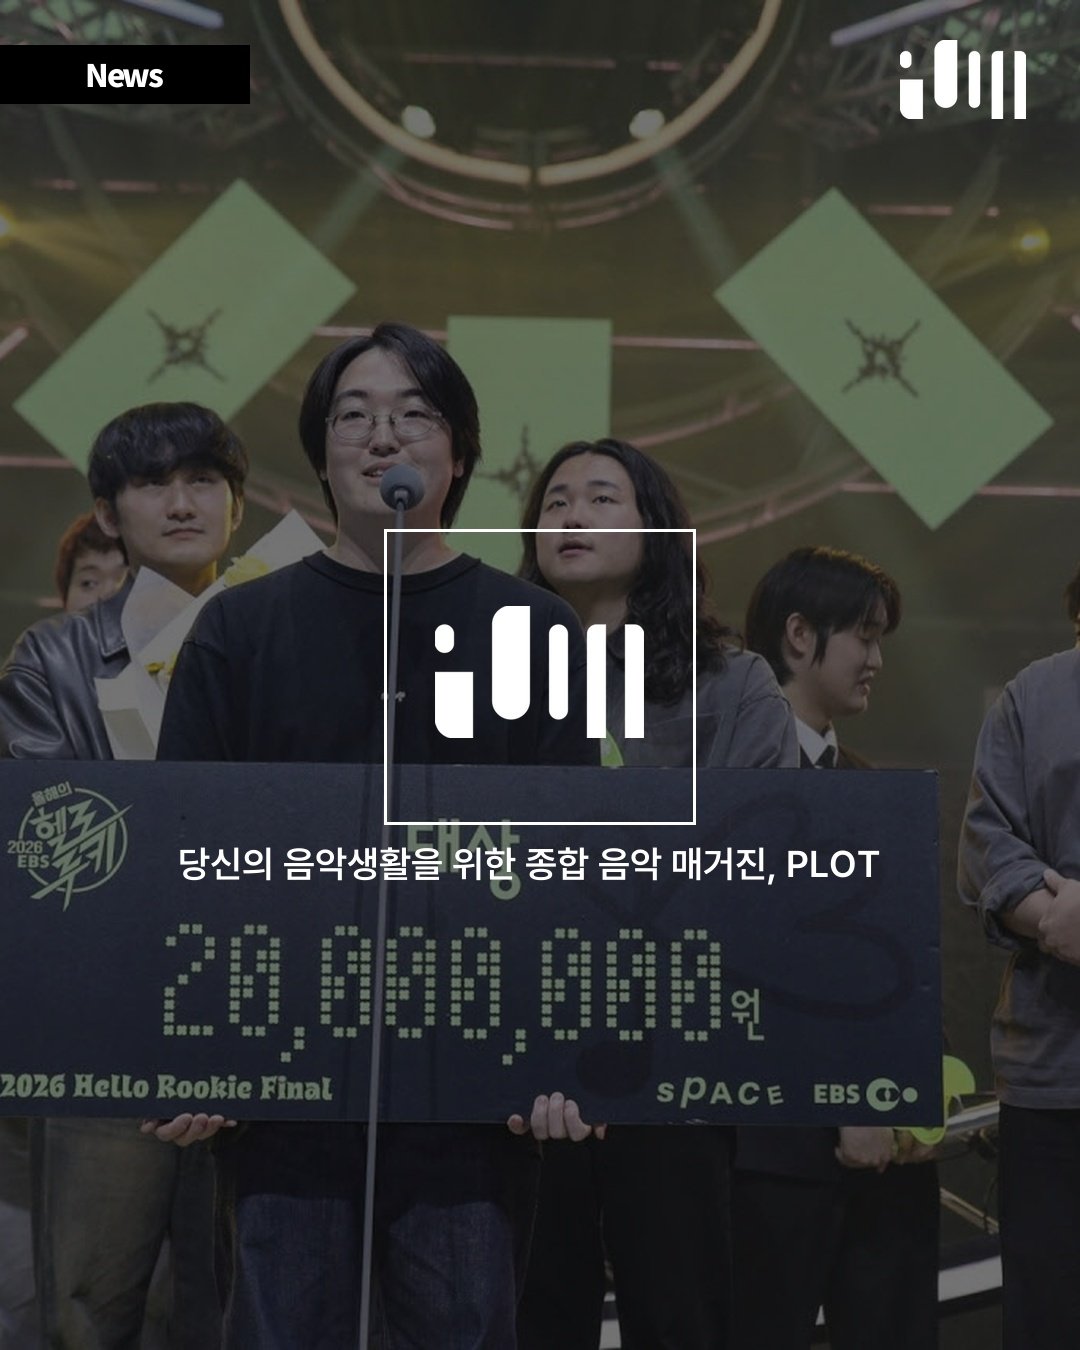 News
올해의
헬로
루키
2026
EBS
대상
당신의 음악생활을 위한 종합 음악 매거진, PLOT
20,000,000원
2026 Hello Rookie Final
SPACE
EBS